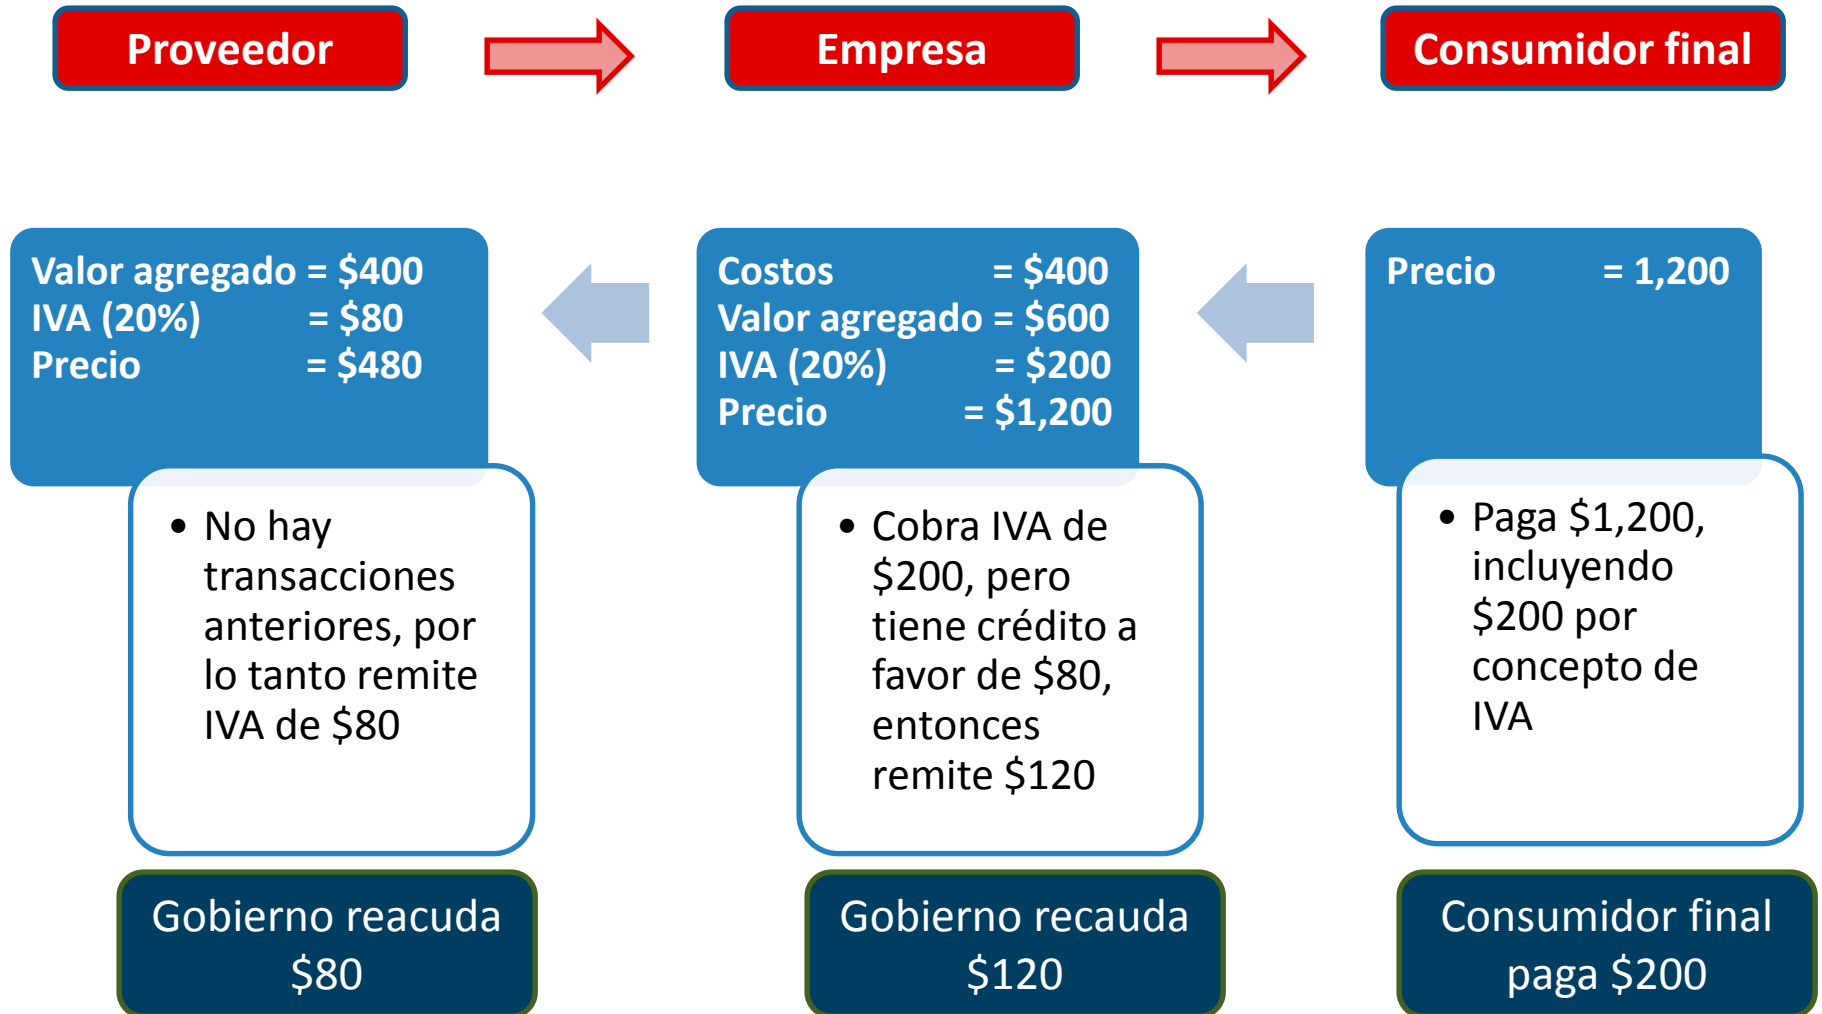 Proveedor
Empresa
Consumidor final
Valor agregado = $400
IVA (20%) = $80
Precio = $480
Costos = $400
Valor agregado = $600
IVA (20%) = $200
Precio = $1,200
Precio = 1,200
• No hay
transacciones
anteriores, por
lo tanto remite
IVA de $80
• Cobra IVA de
$200, pero
tiene crédito a
favor de $80,
entonces
remite $120
• Paga $1,200,
incluyendo
$200 por
concepto de
IVA
Gobierno reacuda
$80
Gobierno recauda
$120
Consumidor final
paga $200